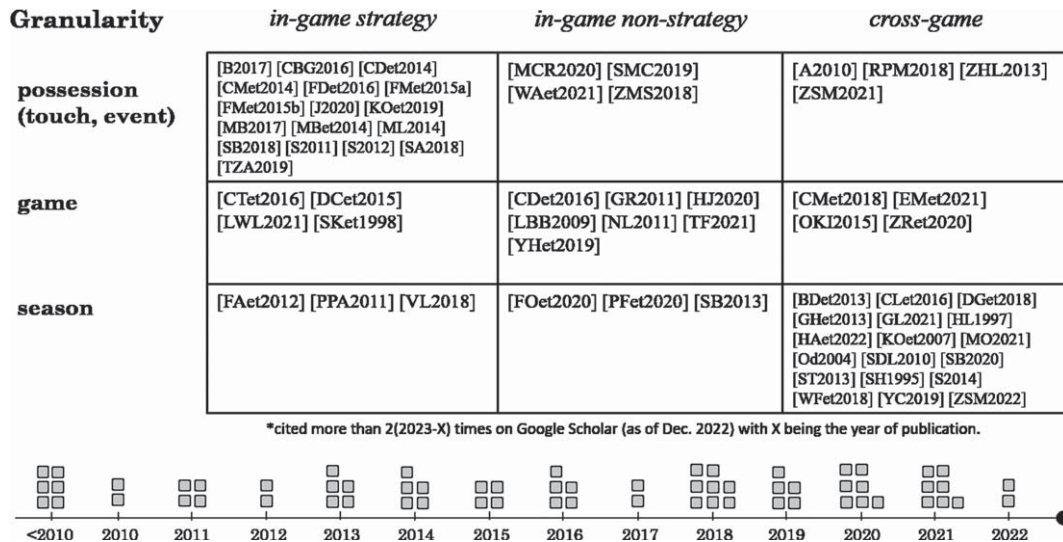 Granularity in-game strategy in-game non-strategy cross-game
possession
(touch, event)
[B2017] [CBG2016] [CDet2014]
[CMet2014] [FDet2016] [FMet2015a]
[FMet2015b] [J2020] [KOet2019]
[MB2017] [MBet2014] [ML2014]
[SB2018] [S2011] [S2012] [SA2018]
[TZA2019]
[MCR2020] [SMC2019]
[WAet2021] [ZMS2018]
[A2010] [RPM2018] [ZHL2013]
[ZSM2021]
game
[CTet2016] [DCet2015]
[LWL2021] [SKet1998]
[CDet2016] [GR2011] [HJ2020]
[LBB2009] [NL2011] [TF2021]
[YHet2019]
[CMet2018] [EMet2021]
[OKI2015] [ZRet2020]
season
[FAet2012] [PPA2011] [VL2018]
[FOet2020] [PFet2020] [SB2013]
[BDet2013] [CLet2016] [DGet2018]
[GHet2013] [GL2021] [HL1997]
[HAet2022] [KOet2007] [MO2021]
[Od2004] [SDL2010] [SB2020]
[ST2013] [SH1995] [S2014]
[WFet2018] [YC2019] [ZSM2022]
*cited more than 2(2023-X) times on Google Scholar (as of Dec. 2022) with X being the year of publication.
<2010 2010 2011 2012 2013 2014 2015 2016 2017 2018 2019 2020 2021 2022